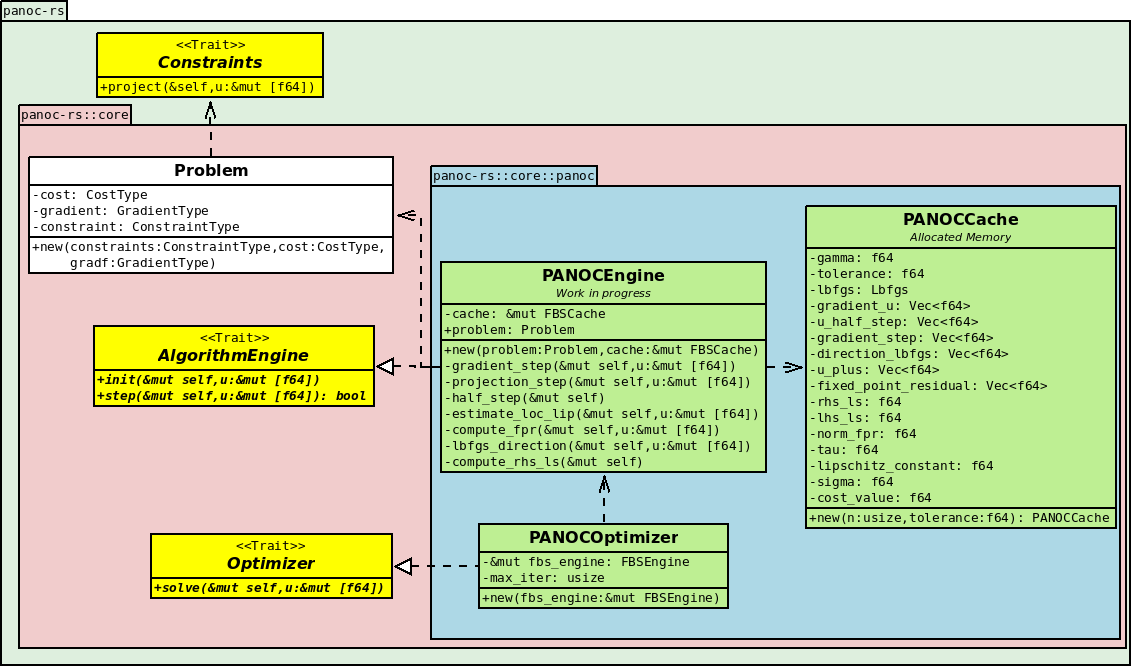 panoc-rs
<<Trait>>
Constraints
+project(&self,u:&mut [f64])
panoc-rs::core
Problem
-cost: CostType
-gradient: GradientType
-constraint: ConstraintType
+new(constraints:ConstraintType,cost:CostType,
gradf:GradientType)
<<Trait>>
AlgorithmEngine
+init(&mut self,u:&mut [f64])
+step(&mut self,u:&mut [f64]): bool
<<Trait>>
Optimizer
+solve(&mut self,u:&mut [f64])
panoc-rs::core::panoc
PANOCEngine
Work in progress
-cache: &mut FBSCache
+problem: Problem
+new(problem:Problem,cache:&mut FBSCache)
-gradient_step(&mut self,u:&mut [f64])
-projection_step(&mut self,u:&mut [f64])
-half_step(&mut self)
-estimate_loc_lip(&mut self,u:&mut [f64])
-compute_fpr(&mut self,u:&mut [f64])
-lbfgs_direction(&mut self,u:&mut [f64])
-compute_rhs_ls(&mut self)
PANOCOptimizer
-&mut fbs_engine: FBSEngine
-max_iter: usize
+new(fbs_engine:&mut FBSEngine)
PANOCCache
Allocated Memory
-gamma: f64
-tolerance: f64
-lbfgs: Lbfgs
-gradient_u: Vec<f64>
-u_half_step: Vec<f64>
-gradient_step: Vec<f64>
-direction_lbfgs: Vec<f64>
-u_plus: Vec<f64>
-fixed_point_residual: Vec<f64>
-rhs_ls: f64
-lhs_ls: f64
-norm_fpr: f64
-tau: f64
-lipschitz_constant: f64
-sigma: f64
-cost_value: f64
+new(n:usize,tolerance:f64): PANOCCache